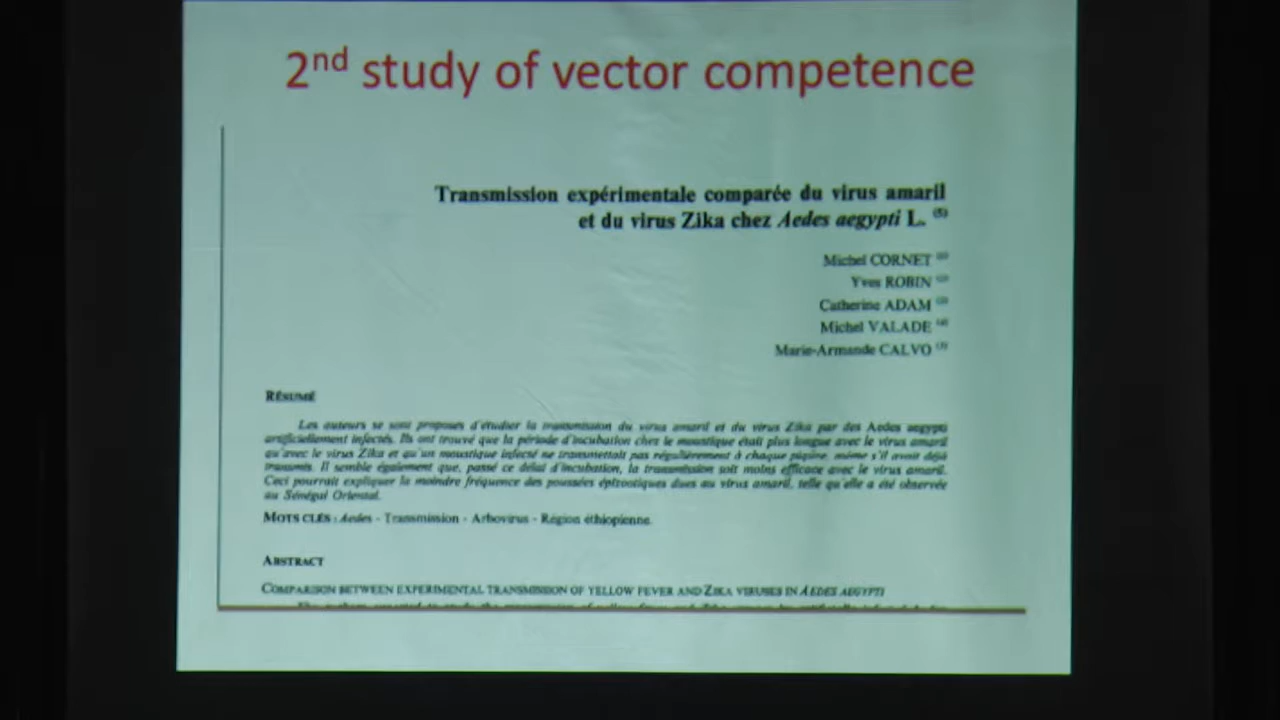 2nd study of vector competence
Transmission expérimentale comparée du virus amaril
et du virus Zika chez Aedes aegypti L. (5)
Michel CORNET
Yves ROBIN
Catherine ADAM
Michel VALADE
Marie-Armande CALVO
RÉSUMÉ
Les auteurs se sont proposés d'étudier la transmission du virus amaril et du virus Zika par des Aedes aegypti
artificiellement infectés. Ils ont trouvé que la période d'incubation chez le moustique était plus longue avec le virus amaril
qu'avec le virus Zika et qu'un moustique infecté ne transmettait pas régulièrement à chaque piqûre, même s'il avait déjà
transmis. Il semble également que, passé ce délai d'incubation, la transmission soit moins efficace avec le virus amaril.
Ceci pourrait expliquer la moindre fréquence des poussées épizootiques dues au virus amaril, telle qu'elle a été observée
au Sénégal Oriental.
MOTS CLÉS : Aedes - Transmission - Arbovirus - Région éthiopienne.
ABSTRACT
COMPARISON BETWEEN EXPERIMENTAL TRANSMISSION OF YELLOW FEVER AND ZIKA VIRUSES IN AEDES AEGYPTI